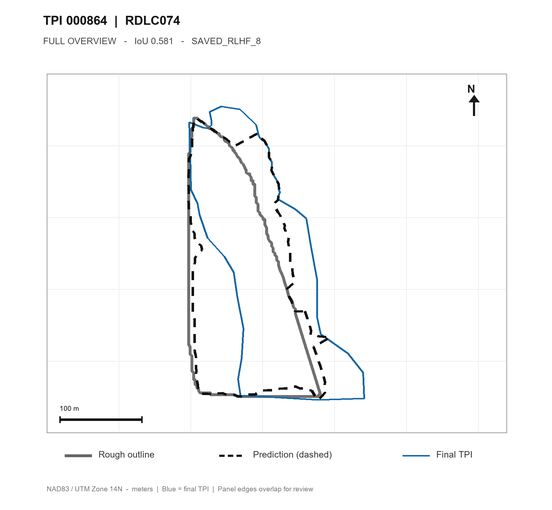 TPI 000864 | RDLC074
FULL OVERVIEW - IoU 0.581 - SAVED_RLHF_8
N
100 m
Rough outline
Prediction (dashed)
Final TPI
NAD83 / UTM Zone 14N - meters | Blue = final TPI | Panel edges overlap for review